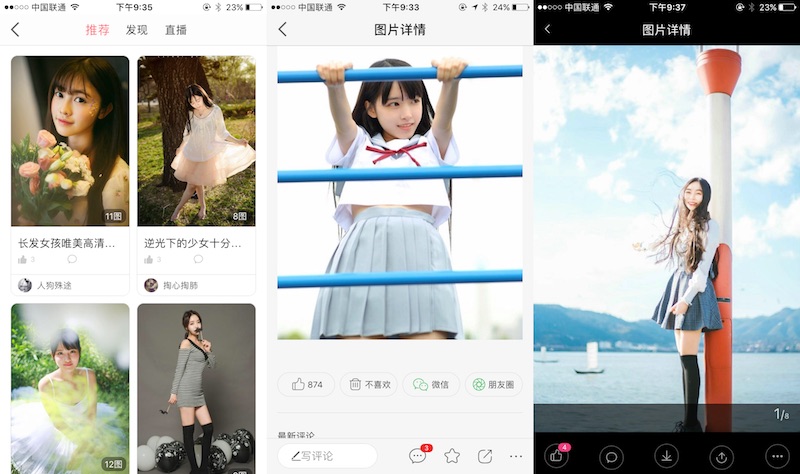 中国联通
下午9:35
23%
推荐 发现 直播
11图
8图
长发女孩唯美高清...
逆光下的少女十分...
3
3
人狗殊途
掏心掏肺
12图
中国联通
下午9:33
24%
图片详情
874
不喜欢
微信
朋友圈
最新评论
写评论
3
中国联通
下午9:37
23%
图片详情
1/8
4